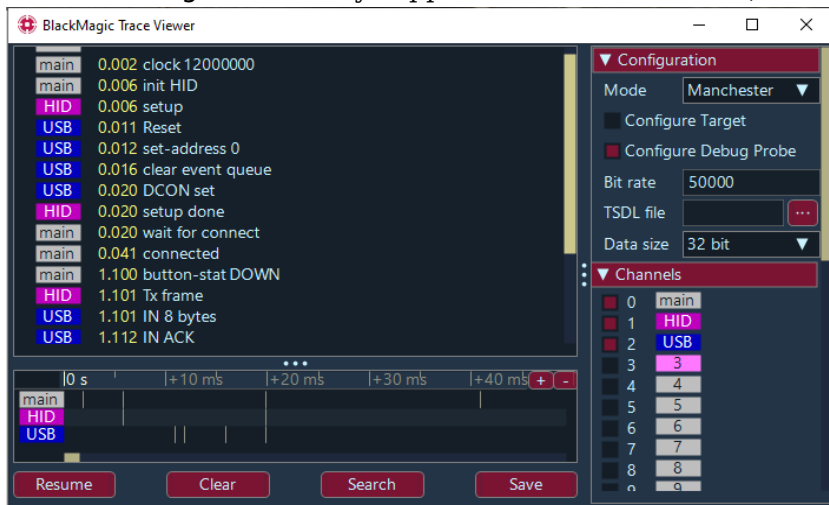 BlackMagic Trace Viewer
main 0.002 clock 12000000
main 0.006 init HID
HID 0.006 setup
USB 0.011 Reset
USB 0.012 set-address 0
USB 0.016 clear event queue
USB 0.020 DCON set
HID 0.020 setup done
main 0.020 wait for connect
main 0.041 connected
main 1.100 button-stat DOWN
HID 1.101 Tx frame
USB 1.101 IN 8 bytes
USB 1.112 IN ACK
0 s +10 ms +20 ms +30 ms +40 ms + -
main
HID
USB
Resume Clear Search Save
Configuration
Mode Manchester
Configure Target
Configure Debug Probe
Bit rate 50000
TSDL file ...
Data size 32 bit
Channels
0 main
1 HID
2 USB
3 3
4 4
5 5
6 6
7 7
8 8
9 9